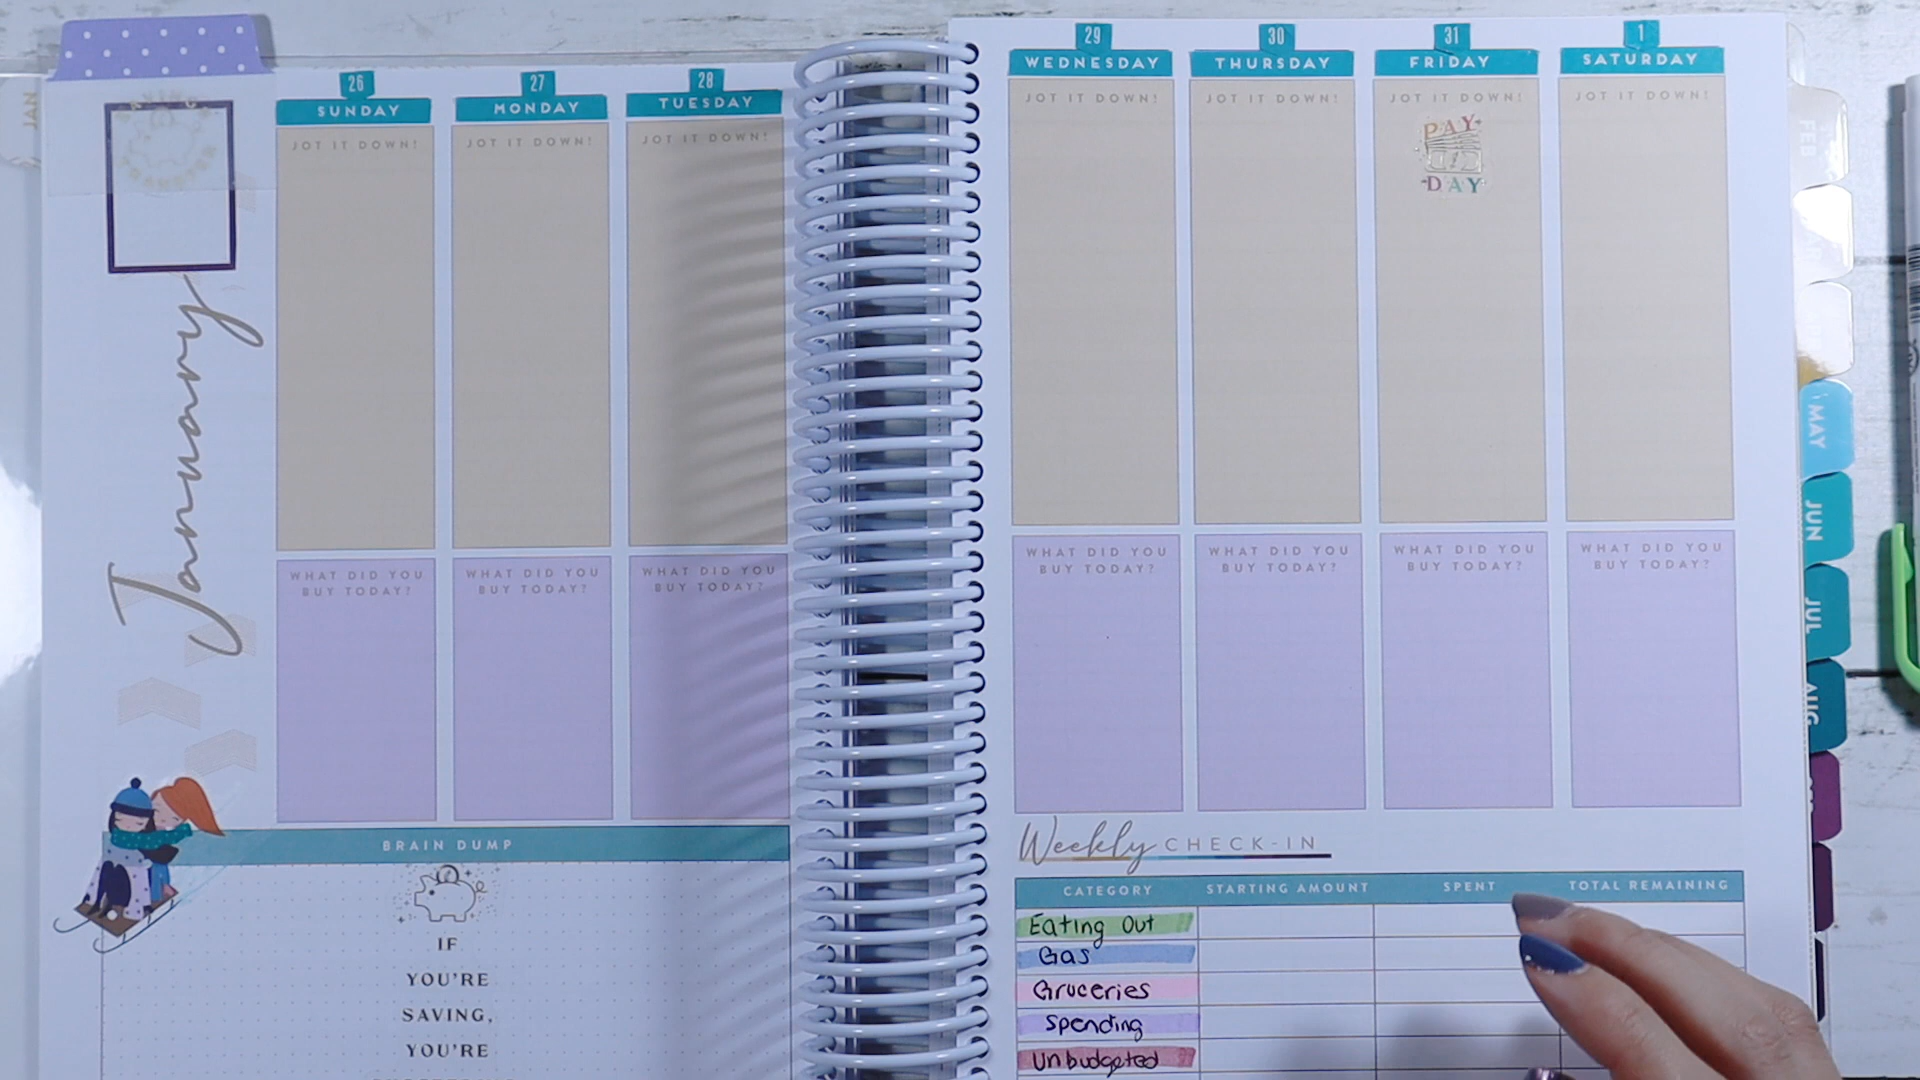 JAN
26
SUNDAY
JOT IT DOWN!
WHAT DID YOU
BUY TODAY?
27
MONDAY
JOT IT DOWN!
WHAT DID YOU
BUY TODAY?
28
TUESDAY
JOT IT DOWN!
WHAT DID YOU
BUY TODAY?
January
BRAIN DUMP
IF
YOU'RE
SAVING,
YOU'RE
29
WEDNESDAY
JOT IT DOWN!
WHAT DID YOU
BUY TODAY?
30
THURSDAY
JOT IT DOWN!
WHAT DID YOU
BUY TODAY?
31
FRIDAY
JOT IT DOWN!
PAY
DAY
WHAT DID YOU
BUY TODAY?
1
SATURDAY
JOT IT DOWN!
WHAT DID YOU
BUY TODAY?
Weekly CHECK-IN
CATEGORY STARTING AMOUNT SPENT TOTAL REMAINING
Eating Out
Gas
Groceries
Spending
Unbudgeted
FEB
MAY
JUN
JUL
AUG